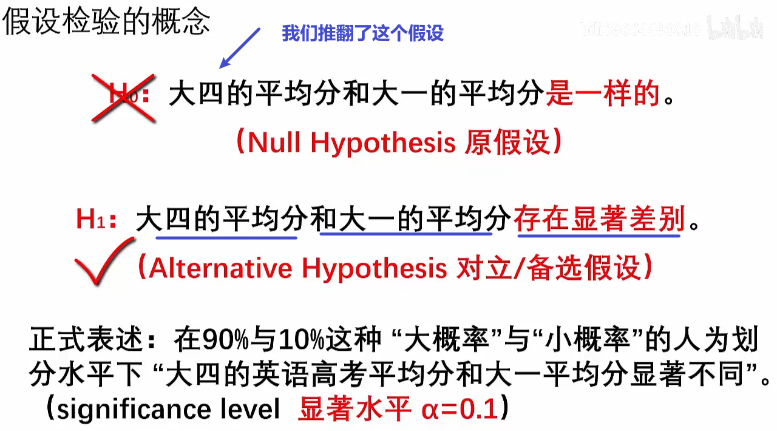 假设检验的概念
我们推翻了这个假设
H0：大四的平均分和大一的平均分是一样的。
（Null Hypothesis 原假设）
H1：大四的平均分和大一的平均分存在显著差别。
（Alternative Hypothesis 对立/备选假设）
正式表述：在90%与10%这种 “大概率”与“小概率”的人为划
分水平下 “大四的英语高考平均分和大一平均分显著不同”。
（significance level 显著水平 α=0.1）